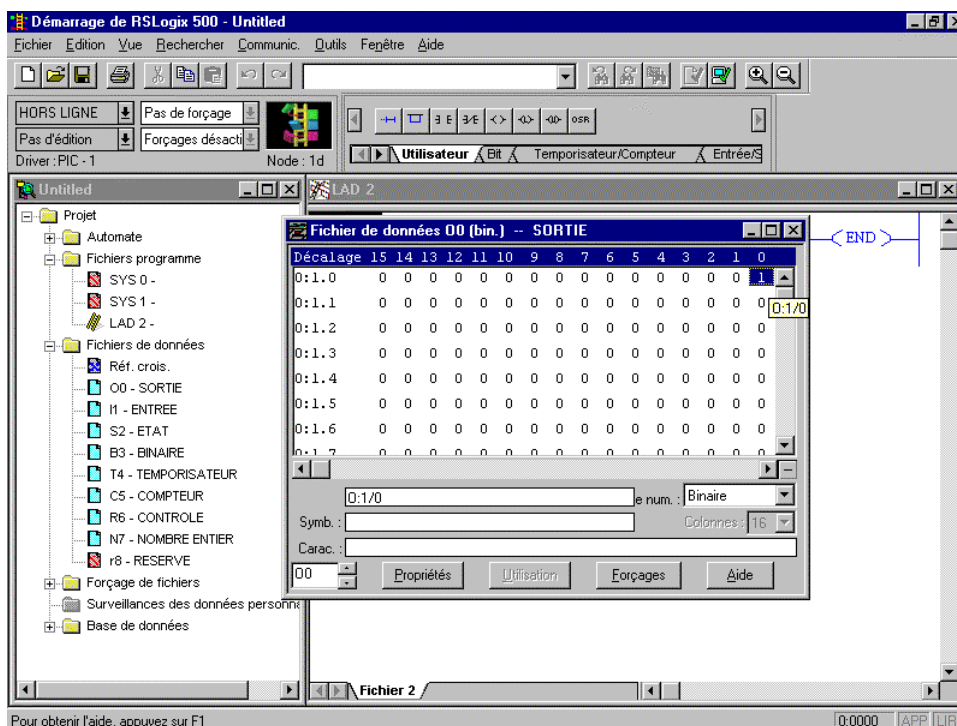 Démarrage de RSLogix 500 - Untitled
Fichier Edition Vue Rechercher Communic. Outils Fenêtre Aide
HORS LIGNE Pas de forçage
Pas d'édition Forçages désacti
Driver : PIC - 1 Node : 1d
OSR
Utilisateur Bit Temporisateur/Compteur Entrée/S
Untitled
Projet
Automate
Fichiers programme
SYS 0 -
SYS 1 -
LAD 2 -
Fichiers de données
Réf. crois.
O0 - SORTIE
I1 - ENTREE
S2 - ETAT
B3 - BINAIRE
T4 - TEMPORISATEUR
C5 - COMPTEUR
R6 - CONTROLE
N7 - NOMBRE ENTIER
r8 - RESERVE
Forçage de fichiers
Surveillances des données personn
Base de données
LAD 2
END
Fichier de données O0 (bin.) -- SORTIE
Décalage 15 14 13 12 11 10 9 8 7 6 5 4 3 2 1 0
O:1.0 0 0 0 0 0 0 0 0 0 0 0 0 0 0 0 1
O:1.1 0 0 0 0 0 0 0 0 0 0 0 0 0 0 0 0
O:1/0
O:1.2 0 0 0 0 0 0 0 0 0 0 0 0 0 0 0 0
O:1.3 0 0 0 0 0 0 0 0 0 0 0 0 0 0 0 0
O:1.4 0 0 0 0 0 0 0 0 0 0 0 0 0 0 0 0
O:1.5 0 0 0 0 0 0 0 0 0 0 0 0 0 0 0 0
O:1.6 0 0 0 0 0 0 0 0 0 0 0 0 0 0 0 0
O:1.7 0 0 0 0 0 0 0 0 0 0 0 0 0 0 0 0
O:1/0 e num. : Binaire
Symb. : Colonnes : 16
Carac. :
O0 Propriétés Utilisation Forçages Aide
Fichier 2
Pour obtenir l'aide, appuyez sur F1 0:0000 APP LIB